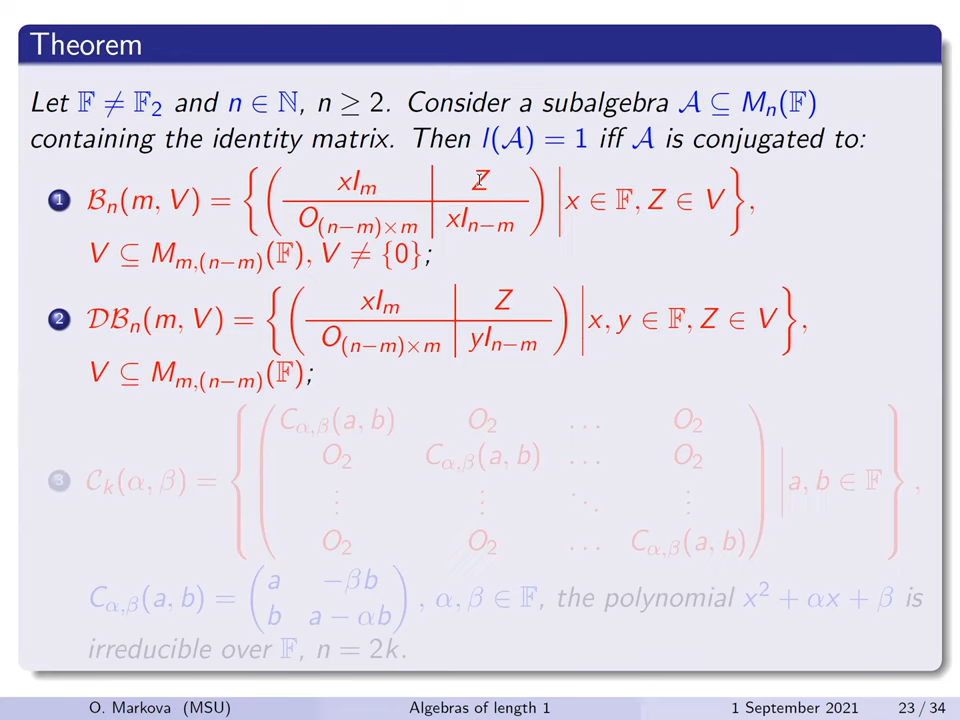 Theorem
Let 𝔽 ≠ 𝔽₂ and n ∈ ℕ, n ≥ 2. Consider a subalgebra 𝒜 ⊆ Mₙ(𝔽)
containing the identity matrix. Then l(𝒜) = 1 iff 𝒜 is conjugated to:
1 ℬₙ(m, V) = { ( xIₘ | Z ; O₍ₙ₋ₘ₎ₓₘ | xIₙ₋ₘ ) | x ∈ 𝔽, Z ∈ V },
V ⊆ Mₘ,₍ₙ₋ₘ₎(𝔽), V ≠ {0};
2 𝒟ℬₙ(m, V) = { ( xIₘ | Z ; O₍ₙ₋ₘ₎ₓₘ | yIₙ₋ₘ ) | x, y ∈ 𝔽, Z ∈ V },
V ⊆ Mₘ,₍ₙ₋ₘ₎(𝔽);
3 𝒞ₖ(α, β) = { ( C_{α,β}(a, b) O₂ … O₂ ; O₂ C_{α,β}(a, b) … O₂ ; ⋮ ⋮ ⋱ ⋮ ; O₂ O₂ … C_{α,β}(a, b) ) | a, b ∈ 𝔽 },
C_{α,β}(a, b) = ( a −βb ; b a − αb ), α, β ∈ 𝔽, the polynomial x² + αx + β is
irreducible over 𝔽, n = 2k.
O. Markova (MSU) Algebras of length 1 1 September 2021 23 / 34